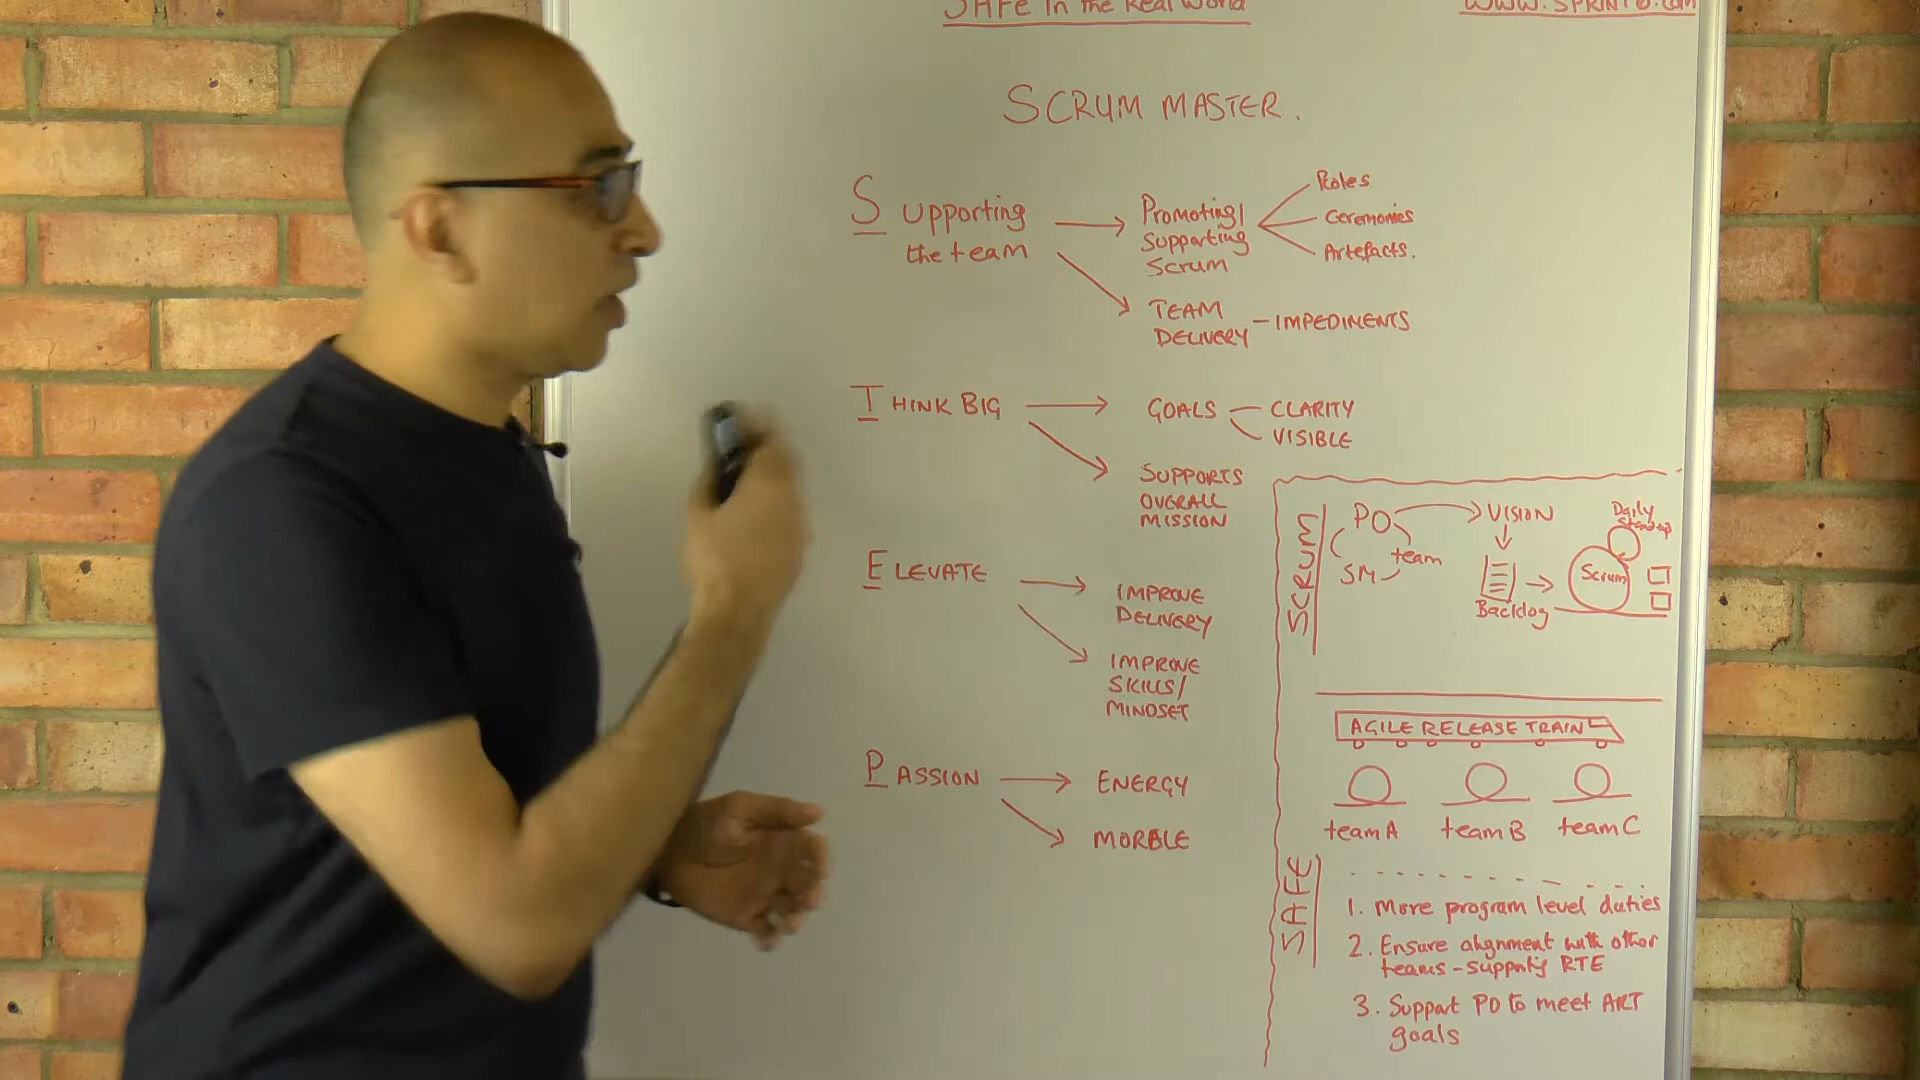 SAFe in the Real World
www.SPRINT0.com
SCRUM MASTER.
Supporting
the team
Promoting/
Supporting
Scrum
Roles
Ceremonies
Artefacts.
TEAM
DELIVERY - IMPEDIMENTS
THINK BIG
GOALS
CLARITY
VISIBLE
SUPPORTS
OVERALL
MISSION
ELEVATE
IMPROVE
DELIVERY
IMPROVE
SKILLS/
MINDSET
PASSION
ENERGY
MORALE
SCRUM
PO
SM
team
VISION
Backlog
Scrum
Daily
Standup
SAFE
AGILE RELEASE TRAIN
team A
team B
team C
1. More program level duties
2. Ensure alignment with other
teams - supporting RTE
3. Support PO to meet ART
goals